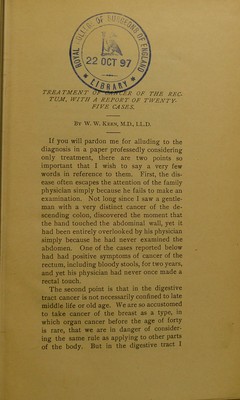 ROYAL COLLEGE OF SURGEONS OF ENGLAND
22 OCT 97
LIBRARY
TREATMENT OF CANCER OF THE REC-
TUM, WITH A REPORT OF TWENTY-
FIVE CASES.
By W. W. KEEN, M.D., LL.D.
If you will pardon me for alluding to the
diagnosis in a paper professedly considering
only treatment, there are two points so
important that I wish to say a very few
words in reference to them. First, the dis-
ease often escapes the attention of the family
physician simply because he fails to make an
examination. Not long since I saw a gentle-
man with a very distinct cancer of the de-
scending colon, discovered the moment that
the hand touched the abdominal wall, yet it
had been entirely overlooked by his physician
simply because he had never examined the
abdomen. One of the cases reported below
had had positive symptoms of cancer of the
rectum, including bloody stools, for two years,
and yet his physician had never once made a
rectal touch.
The second point is that in the digestive
tract cancer is not necessarily confined to late
middle life or old age. We are so accustomed
to take cancer of the breast as a type, in
which organ cancer before the age of forty
is rare, that we are in danger of consider-
ing the same rule as applying to other parts
of the body. But in the digestive tract I